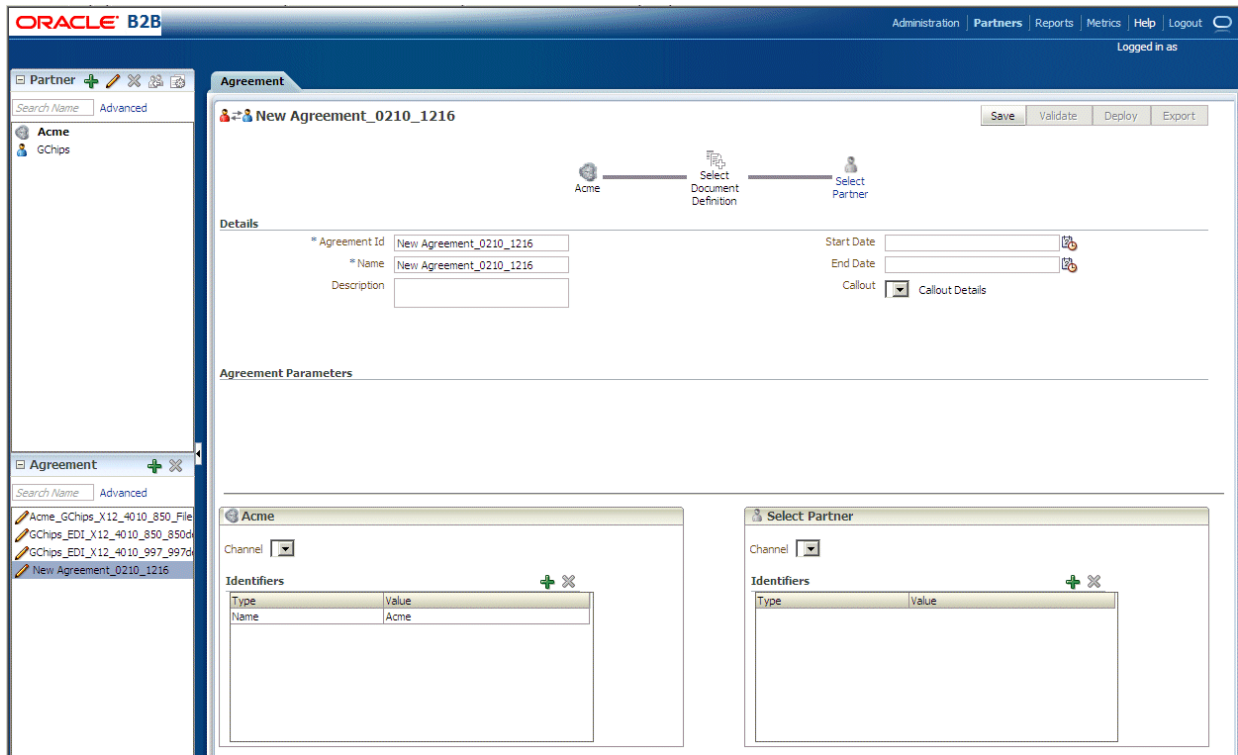 ORACLE B2B
Administration Partners Reports Metrics Help Logout
Logged in as
Partner
Search Name Advanced
Acme
GChips
Agreement
New Agreement_0210_1216
Save Validate Deploy Export
Acme
Select
Document
Definition
Select
Partner
Details
* Agreement Id New Agreement_0210_1216
* Name New Agreement_0210_1216
Description
Start Date
End Date
Callout Callout Details
Agreement Parameters
Agreement
Search Name Advanced
Acme_GChips_X12_4010_850_File
GChips_EDI_X12_4010_850_850d
GChips_EDI_X12_4010_997_997d
New Agreement_0210_1216
Acme
Channel
Identifiers
Type Value
Name Acme
Select Partner
Channel
Identifiers
Type Value